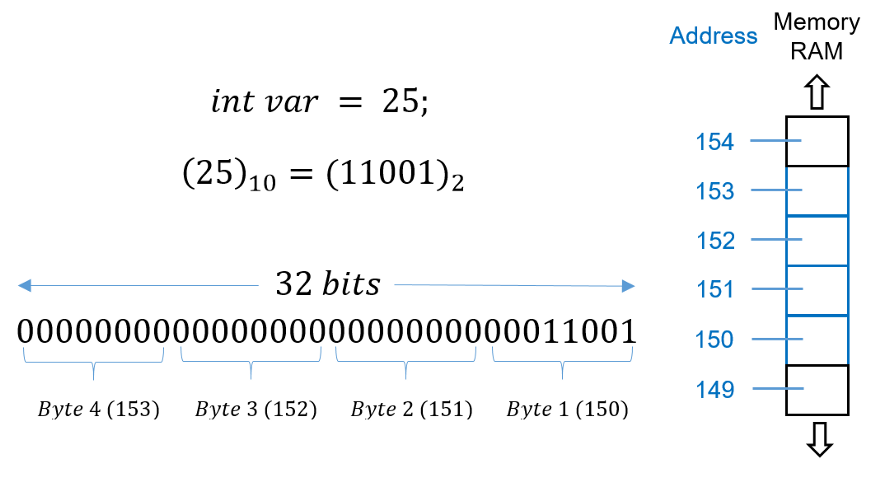 Address
Memory
RAM
int var = 25;
(25)₁₀ = (11001)₂
154
153
152
151
150
149
32 bits
00000000000000000000000000011001
Byte 4 (153) Byte 3 (152) Byte 2 (151) Byte 1 (150)